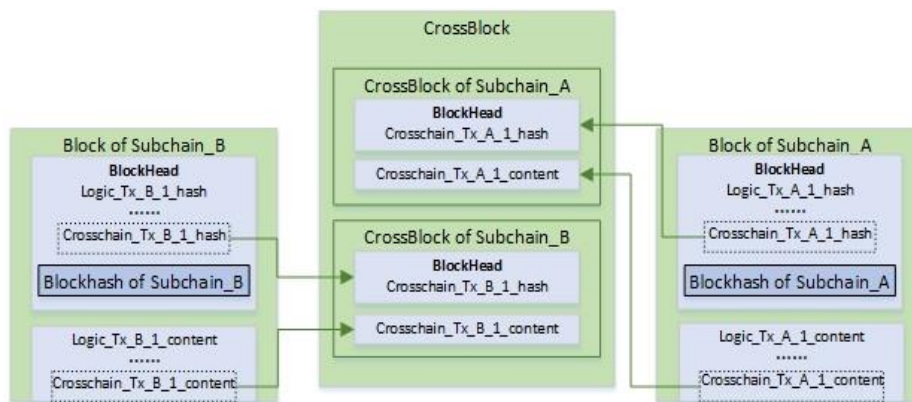 CrossBlock
CrossBlock of Subchain_A
BlockHead
Crosschain_Tx_A_1_hash
Crosschain_Tx_A_1_content
CrossBlock of Subchain_B
BlockHead
Crosschain_Tx_B_1_hash
Crosschain_Tx_B_1_content
Block of Subchain_B
BlockHead
Logic_Tx_B_1_hash
......
Crosschain_Tx_B_1_hash
Blockhash of Subchain_B
Logic_Tx_B_1_content
......
Crosschain_Tx_B_1_content
Block of Subchain_A
BlockHead
Logic_Tx_A_1_hash
......
Crosschain_Tx_A_1_hash
Blockhash of Subchain_A
Logic_Tx_A_1_content
......
Crosschain_Tx_A_1_content